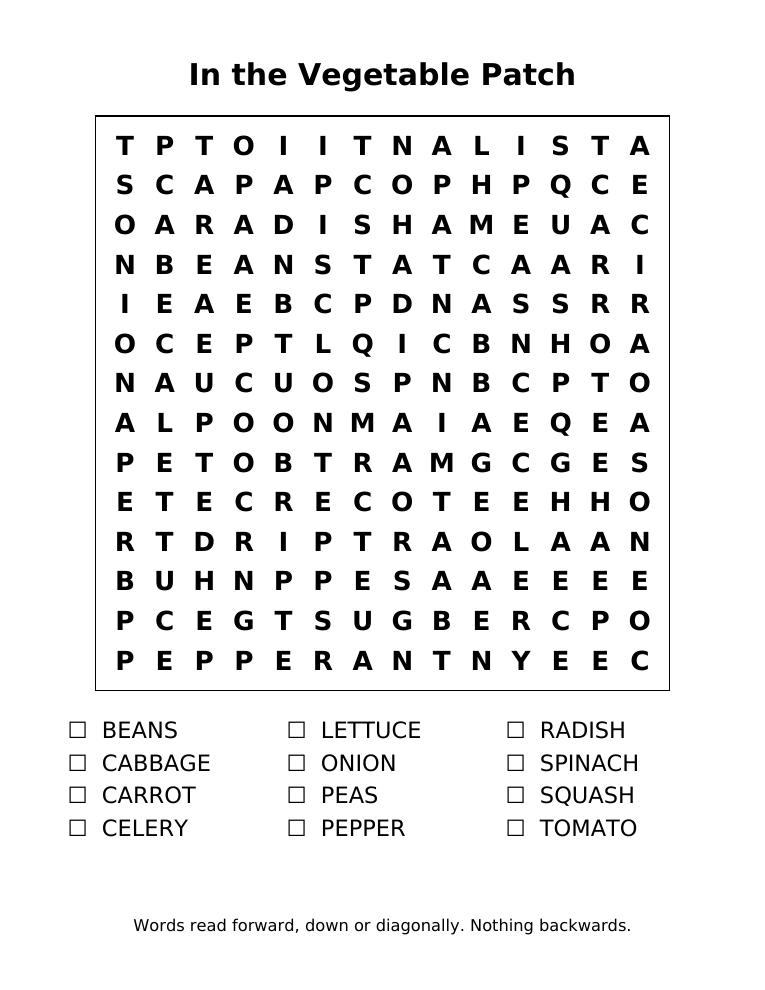 In the Vegetable Patch
T P T O I I T N A L I S T A
S C A P A P C O P H P Q C E
O A R A D I S H A M E U A C
N B E A N S T A T C A A R I
I E A E B C P D N A S S R R
O C E P T L Q I C B N H O A
N A U C U O S P N B C P T O
A L P O O N M A I A E Q E A
P E T O B T R A M G C G E S
E T E C R E C O T E E H H O
R T D R I P T R A O L A A N
B U H N P P E S A A E E E E
P C E G T S U G B E R C P O
P E P P E R A N T N Y E E C
☐ BEANS ☐ LETTUCE ☐ RADISH
☐ CABBAGE ☐ ONION ☐ SPINACH
☐ CARROT ☐ PEAS ☐ SQUASH
☐ CELERY ☐ PEPPER ☐ TOMATO
Words read forward, down or diagonally. Nothing backwards.